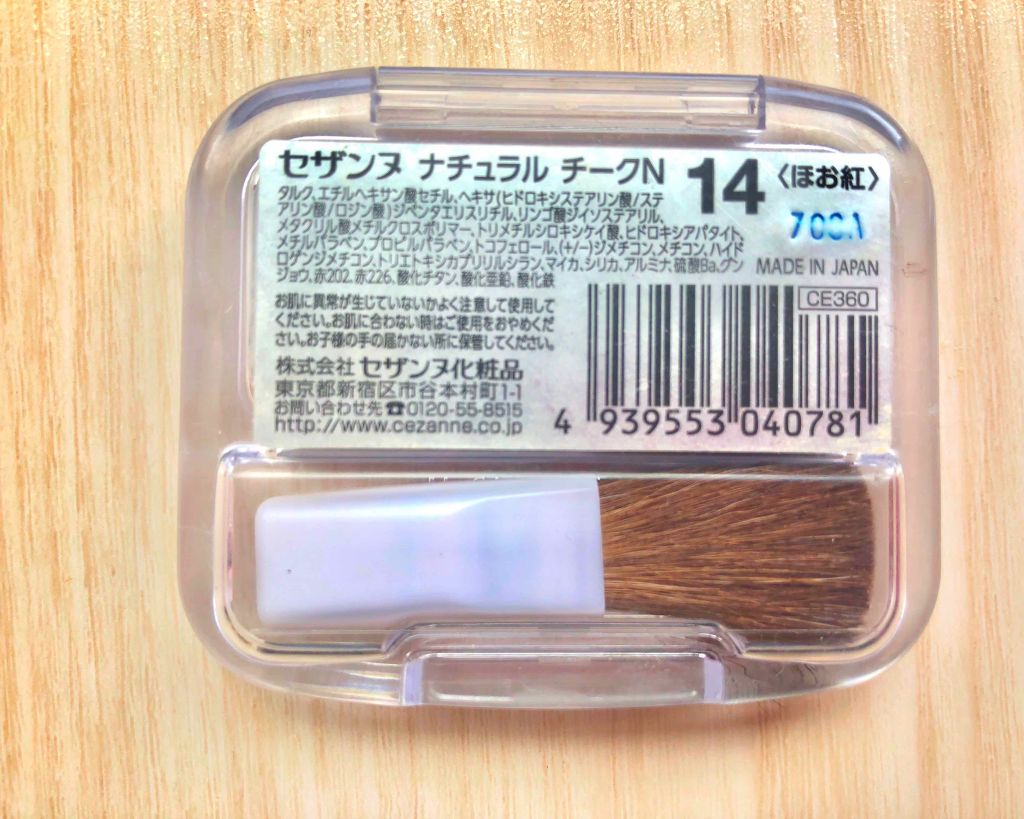 セザンヌ ナチュラル チークN 14 〈ほお紅〉
タルク、エチルヘキサン酸セチル、ヘキサ(ヒドロキシステアリン酸/ステ
アリン酸/ロジン酸)ジペンタエリスリチル、リンゴ酸ジイソステアリル、
メタクリル酸メチルクロスポリマー、トリメチルシロキシケイ酸、ヒドロキシアパタイト、
メチルパラベン、プロピルパラベン、トコフェロール、(+/-)ジメチコン、メチコン、ハイド
ロゲンジメチコン、トリエトキシカプリリルシラン、マイカ、シリカ、アルミナ、硫酸Ba、グン
ジョウ、赤202、赤226、酸化チタン、酸化亜鉛、酸化鉄
MADE IN JAPAN
CE360
お肌に異常が生じていないかよく注意して使用して
ください。お肌に合わない時はご使用をおやめくだ
さい。お子様の手の届かない所に保管してください。
株式会社 セザンヌ化粧品
東京都新宿区市谷本村町1-1
お問い合わせ先☎0120-55-8515
http://www.cezanne.co.jp
4 939553 040781